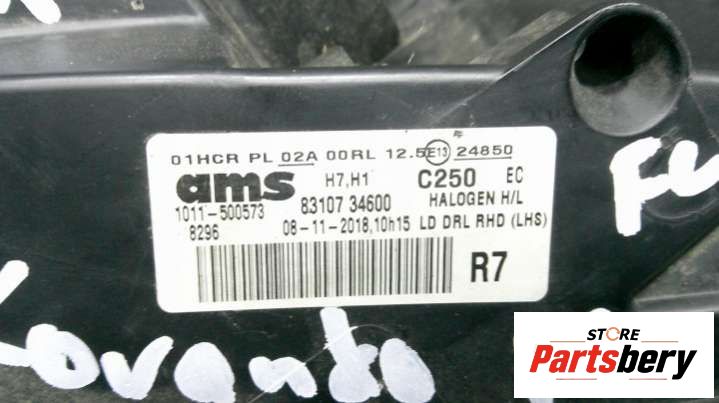 01HCR PL 02A 00RL 12.5 E13 24850
ams H7,H1 C250 EC
1011-500573 83107 34600 HALOGEN H/L
8296 08-11-2018,10h15 LD DRL RHD (LHS)
R7
Korando
STORE
Partsbery